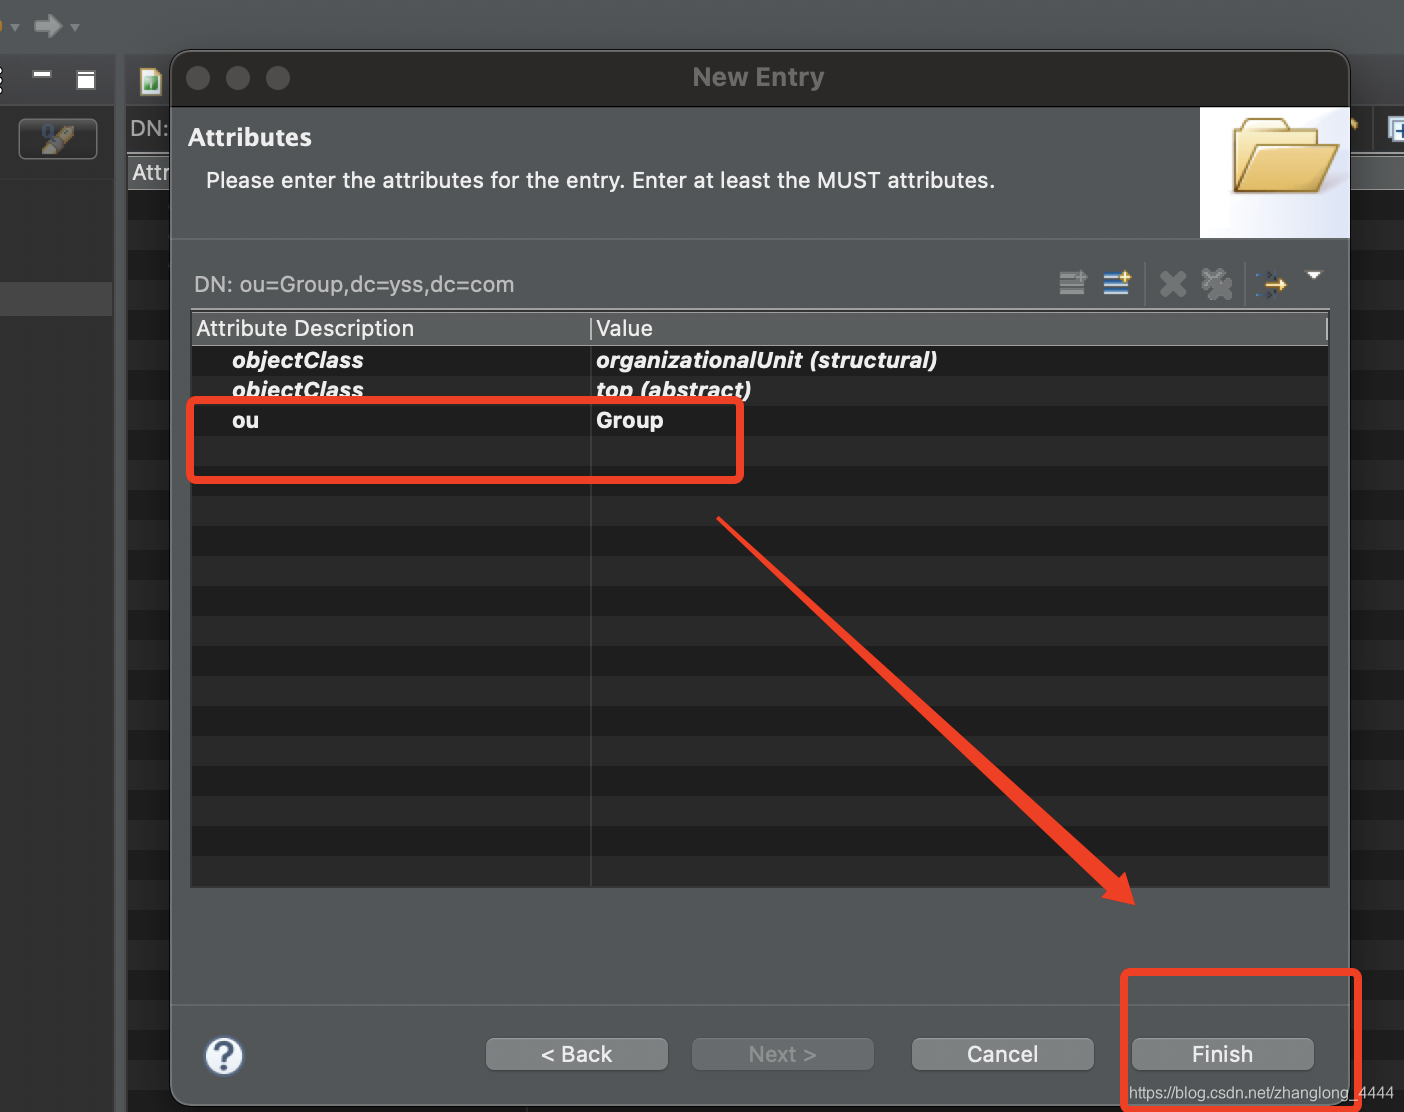 New Entry
DN:
Attr
Attributes
Please enter the attributes for the entry. Enter at least the MUST attributes.
DN: ou=Group,dc=yss,dc=com
Attribute Description Value
objectClass organizationalUnit (structural)
objectClass top (abstract)
ou Group
< Back Next > Cancel Finish
https://blog.csdn.net/zhanglong_4444